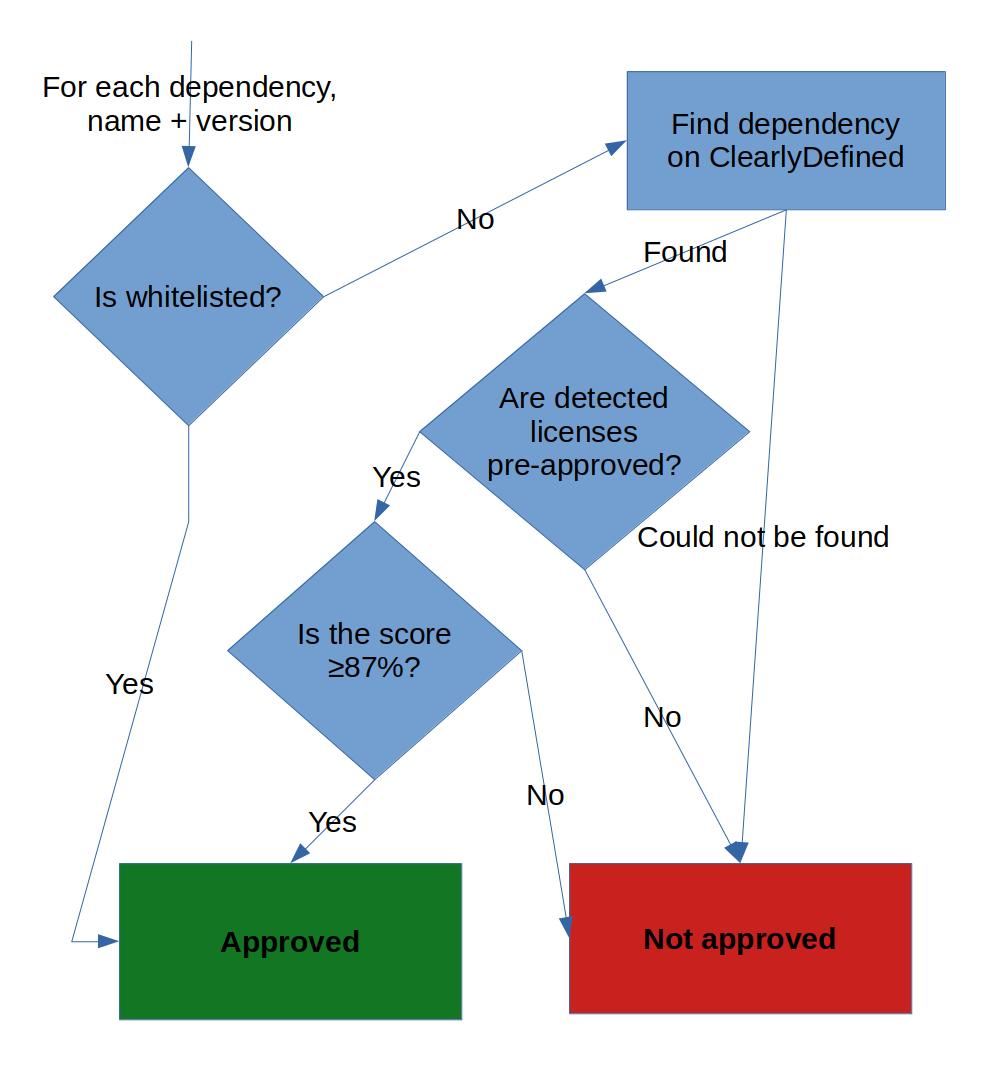 For each dependency,
name + version
Find dependency
on ClearlyDefined
No
Found
Is whitelisted?
Are detected
licenses
pre-approved?
Yes
Could not be found
Is the score
≥87%?
Yes
No
No
Yes
Approved
Not approved